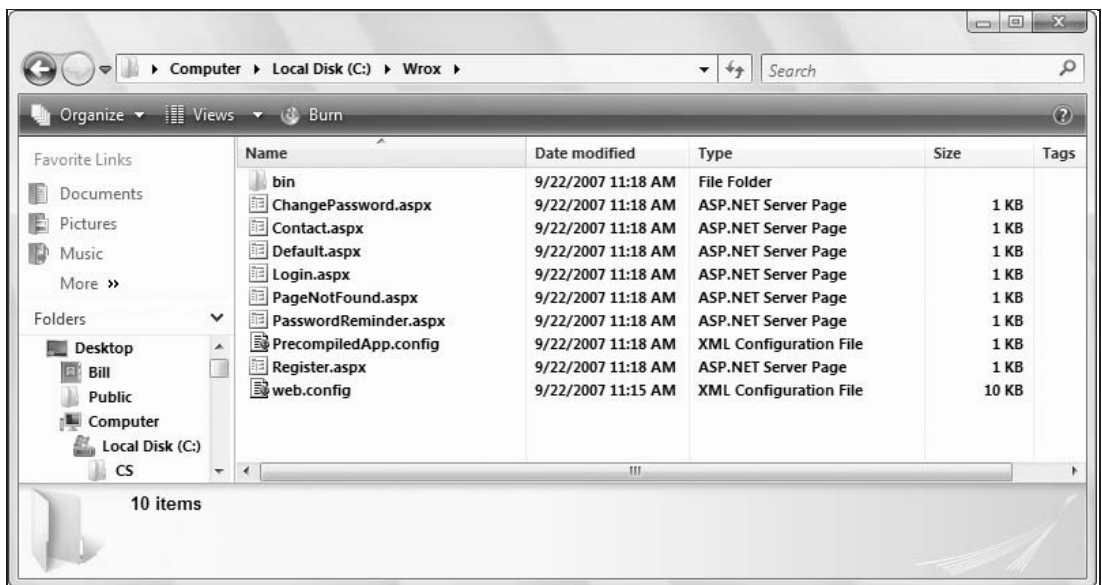 Computer Local Disk (C:) Wrox
Search
Organize Views Burn
Favorite Links
Documents
Pictures
Music
More »
Folders
Desktop
Bill
Public
Computer
Local Disk (C:)
CS
Name Date modified Type Size Tags
bin 9/22/2007 11:18 AM File Folder
ChangePassword.aspx 9/22/2007 11:18 AM ASP.NET Server Page 1 KB
Contact.aspx 9/22/2007 11:18 AM ASP.NET Server Page 1 KB
Default.aspx 9/22/2007 11:18 AM ASP.NET Server Page 1 KB
Login.aspx 9/22/2007 11:18 AM ASP.NET Server Page 1 KB
PageNotFound.aspx 9/22/2007 11:18 AM ASP.NET Server Page 1 KB
PasswordReminder.aspx 9/22/2007 11:18 AM ASP.NET Server Page 1 KB
PrecompiledApp.config 9/22/2007 11:18 AM XML Configuration File 1 KB
Register.aspx 9/22/2007 11:18 AM ASP.NET Server Page 1 KB
web.config 9/22/2007 11:15 AM XML Configuration File 10 KB
10 items